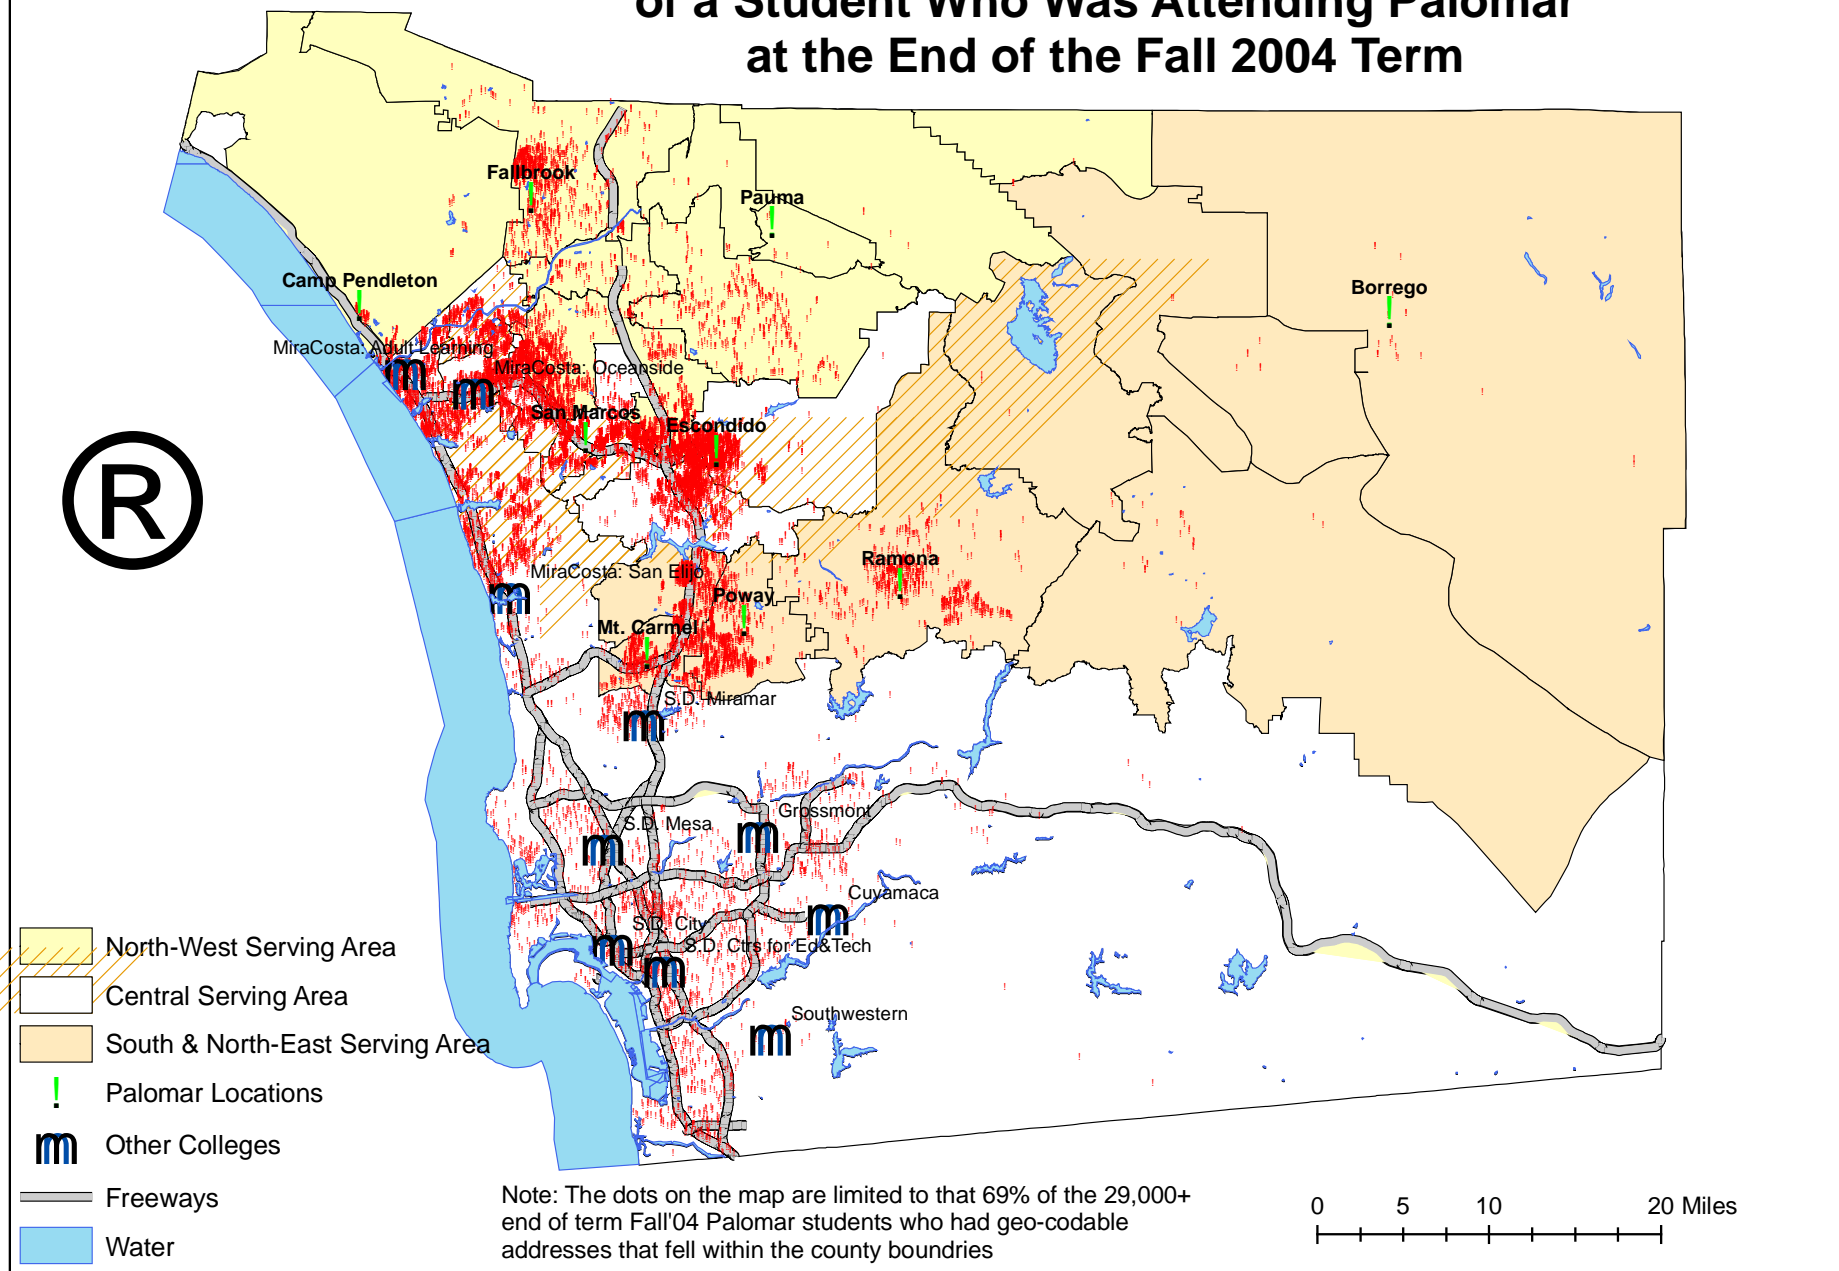 of a Student Who Was Attending Palomar
at the End of the Fall 2004 Term
Fallbrook
Pauma
Camp Pendleton
Borrego
MiraCosta: Adult Learning
MiraCosta: Oceanside
San Marcos
Escondido
®
Ramona
MiraCosta: San Elijo
Poway
Mt. Carmel
S.D. Miramar
Grossmont
S.D. Mesa
Cuyamaca
S.D. City
S.D. Ctrs for Ed&Tech
Southwestern
North-West Serving Area
Central Serving Area
South & North-East Serving Area
! Palomar Locations
m Other Colleges
Freeways
Water
Note: The dots on the map are limited to that 69% of the 29,000+
end of term Fall'04 Palomar students who had geo-codable
addresses that fell within the county boundries
0 5 10 20 Miles